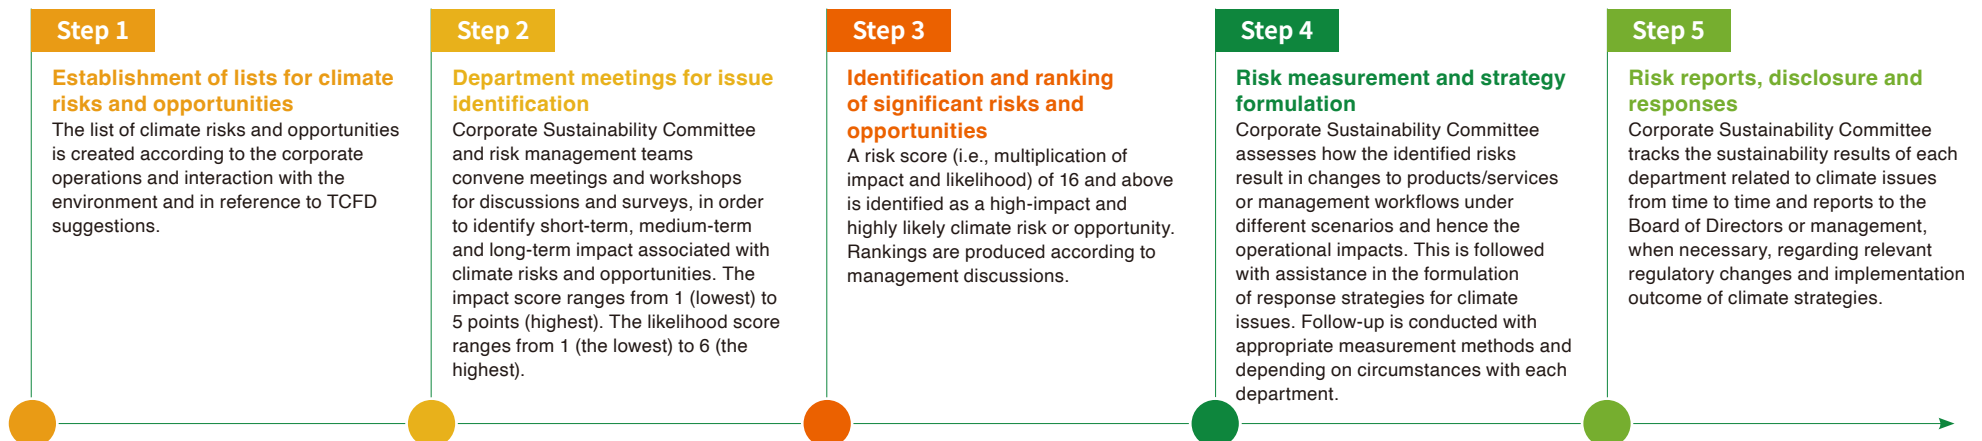 Step 1
Establishment of lists for climate
risks and opportunities
The list of climate risks and opportunities
is created according to the corporate
operations and interaction with the
environment and in reference to TCFD
suggestions.
Step 2
Department meetings for issue
identification
Corporate Sustainability Committee
and risk management teams
convene meetings and workshops
for discussions and surveys, in order
to identify short-term, medium-term
and long-term impact associated with
climate risks and opportunities. The
impact score ranges from 1 (lowest) to
5 points (highest). The likelihood score
ranges from 1 (the lowest) to 6 (the
highest).
Step 3
Identification and ranking
of significant risks and
opportunities
A risk score (i.e., multiplication of
impact and likelihood) of 16 and above
is identified as a high-impact and
highly likely climate risk or opportunity.
Rankings are produced according to
management discussions.
Step 4
Risk measurement and strategy
formulation
Corporate Sustainability Committee
assesses how the identified risks
result in changes to products/services
or management workflows under
different scenarios and hence the
operational impacts. This is followed
with assistance in the formulation
of response strategies for climate
issues. Follow-up is conducted with
appropriate measurement methods and
depending on circumstances with each
department.
Step 5
Risk reports, disclosure and
responses
Corporate Sustainability Committee
tracks the sustainability results of each
department related to climate issues
from time to time and reports to the
Board of Directors or management,
when necessary, regarding relevant
regulatory changes and implementation
outcome of climate strategies.